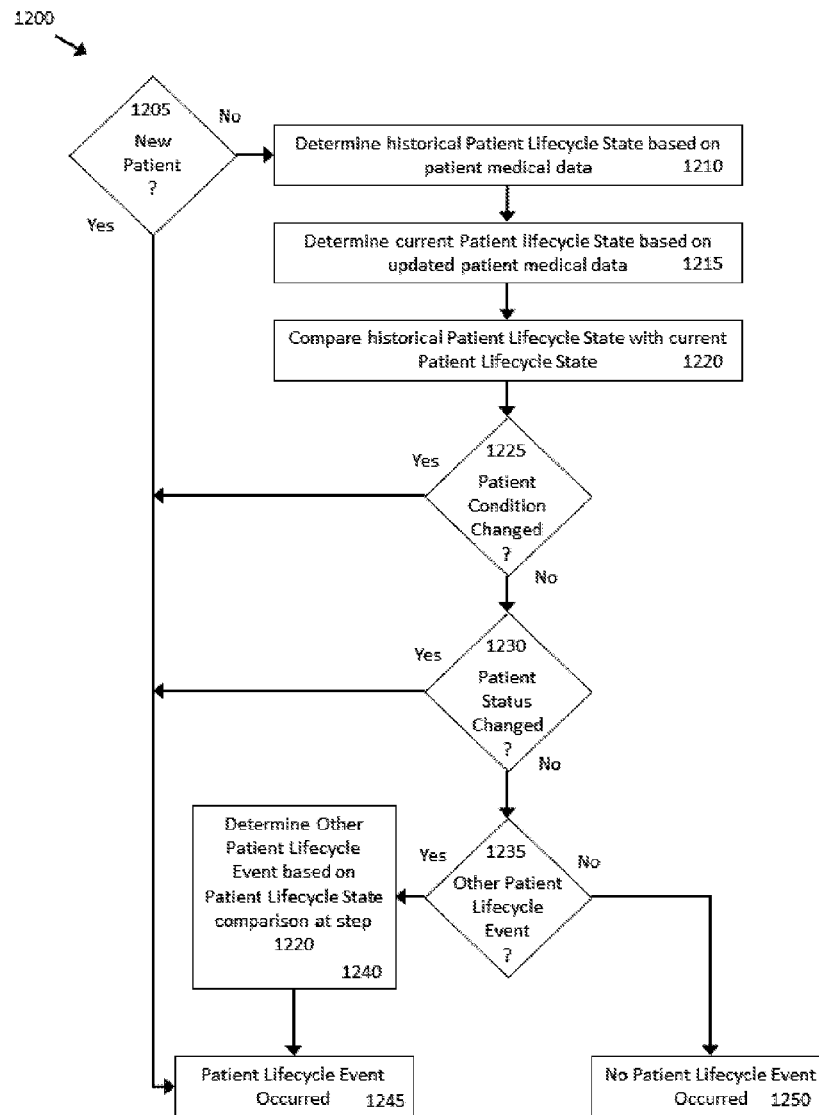 1200
1205
New
Patient
?
No
Yes
Determine historical Patient Lifecycle State based on
patient medical data 1210
Determine current Patient lifecycle State based on
updated patient medical data 1215
Compare historical Patient Lifecycle State with current
Patient Lifecycle State 1220
1225
Patient
Condition
Changed
?
Yes
No
1230
Patient
Status
Changed
?
Yes
No
1235
Other Patient
Lifecycle
Event
?
Yes
No
Determine Other
Patient Lifecycle
Event based on
Patient Lifecycle State
comparison at step
1220
1240
Patient Lifecycle Event
Occurred 1245
No Patient Lifecycle Event
Occurred 1250